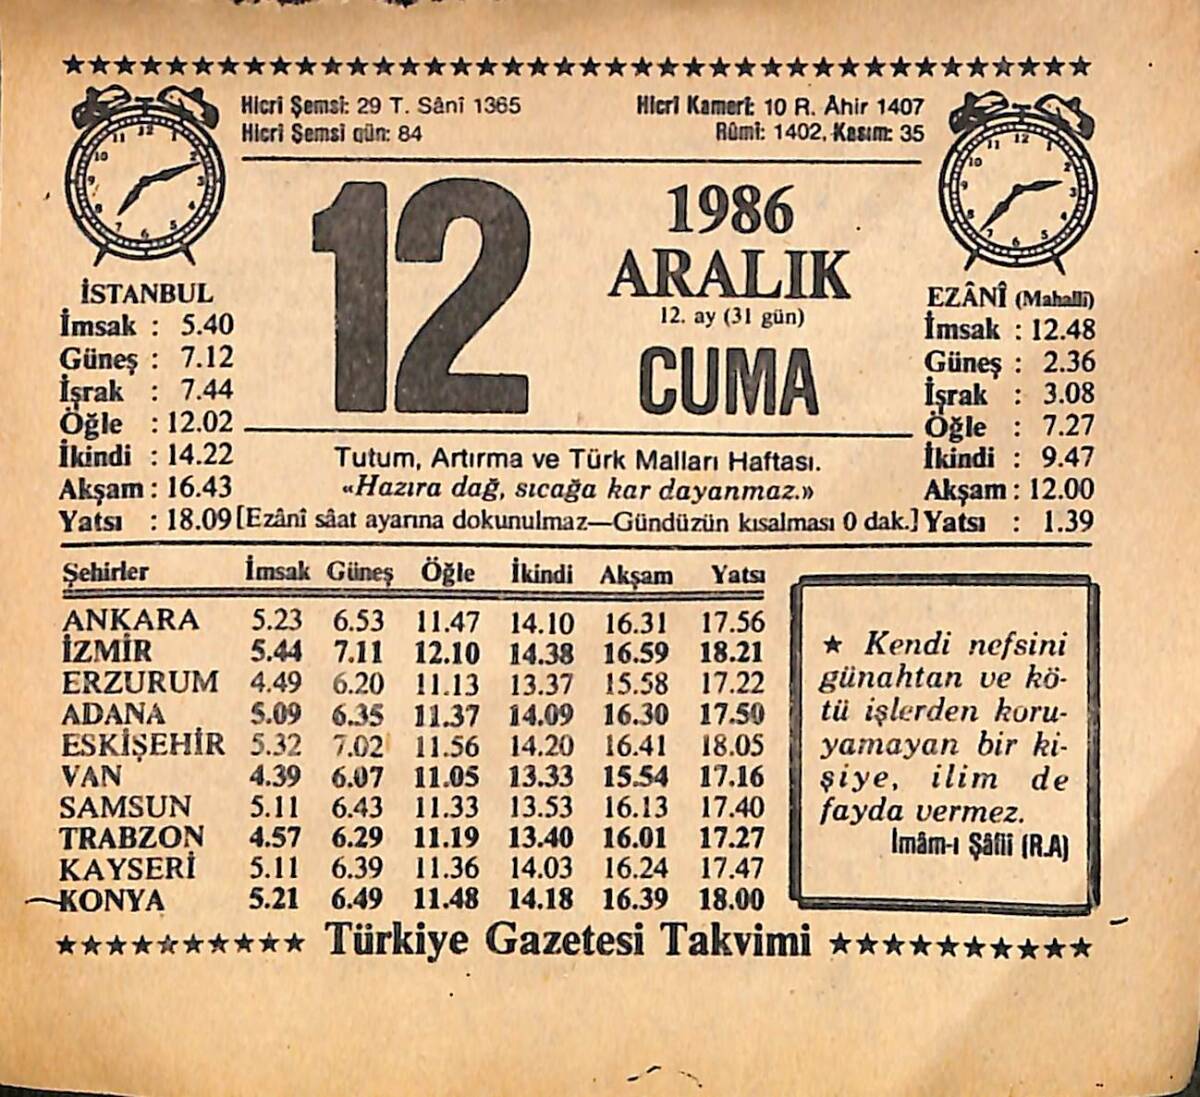 ★★★★★★★★★★★★★★★★★★★★★★★★★★★★★★★★★★★★★★★★
Hicrî Şemsî: 29 T. Sânî 1365
Hicrî Şemsî gün: 84
Hicrî Kamerî: 10 R. Âhir 1407
Rûmî: 1402, Kasım: 35
12
1986
ARALIK
12. ay (31 gün)
CUMA
İSTANBUL
İmsak : 5.40
Güneş : 7.12
İşrak : 7.44
Öğle : 12.02
İkindi : 14.22
Akşam : 16.43
Yatsı : 18.09
EZÂNÎ (Mahallî)
İmsak : 12.48
Güneş : 2.36
İşrak : 3.08
Öğle : 7.27
İkindi : 9.47
Akşam : 12.00
Yatsı : 1.39
Tutum, Artırma ve Türk Malları Haftası.
«Hazıra dağ, sıcağa kar dayanmaz.»
[Ezânî sâat ayarına dokunulmaz—Gündüzün kısalması 0 dak.]
Şehirler İmsak Güneş Öğle İkindi Akşam Yatsı
ANKARA 5.23 6.53 11.47 14.10 16.31 17.56
İZMİR 5.44 7.11 12.10 14.38 16.59 18.21
ERZURUM 4.49 6.20 11.13 13.37 15.58 17.22
ADANA 5.09 6.35 11.37 14.09 16.30 17.50
ESKİŞEHİR 5.32 7.02 11.56 14.20 16.41 18.05
VAN 4.39 6.07 11.05 13.33 15.54 17.16
SAMSUN 5.11 6.43 11.33 13.53 16.13 17.40
TRABZON 4.57 6.29 11.19 13.40 16.01 17.27
KAYSERİ 5.11 6.39 11.36 14.03 16.24 17.47
KONYA 5.21 6.49 11.48 14.18 16.39 18.00
★ Kendi nefsini
günahtan ve kö-
tü işlerden koru-
yamayan bir ki-
şiye, ilim de
fayda vermez.
İmâm-ı Şâfiî (R.A)
★★★★★★★★★★ Türkiye Gazetesi Takvimi ★★★★★★★★★★